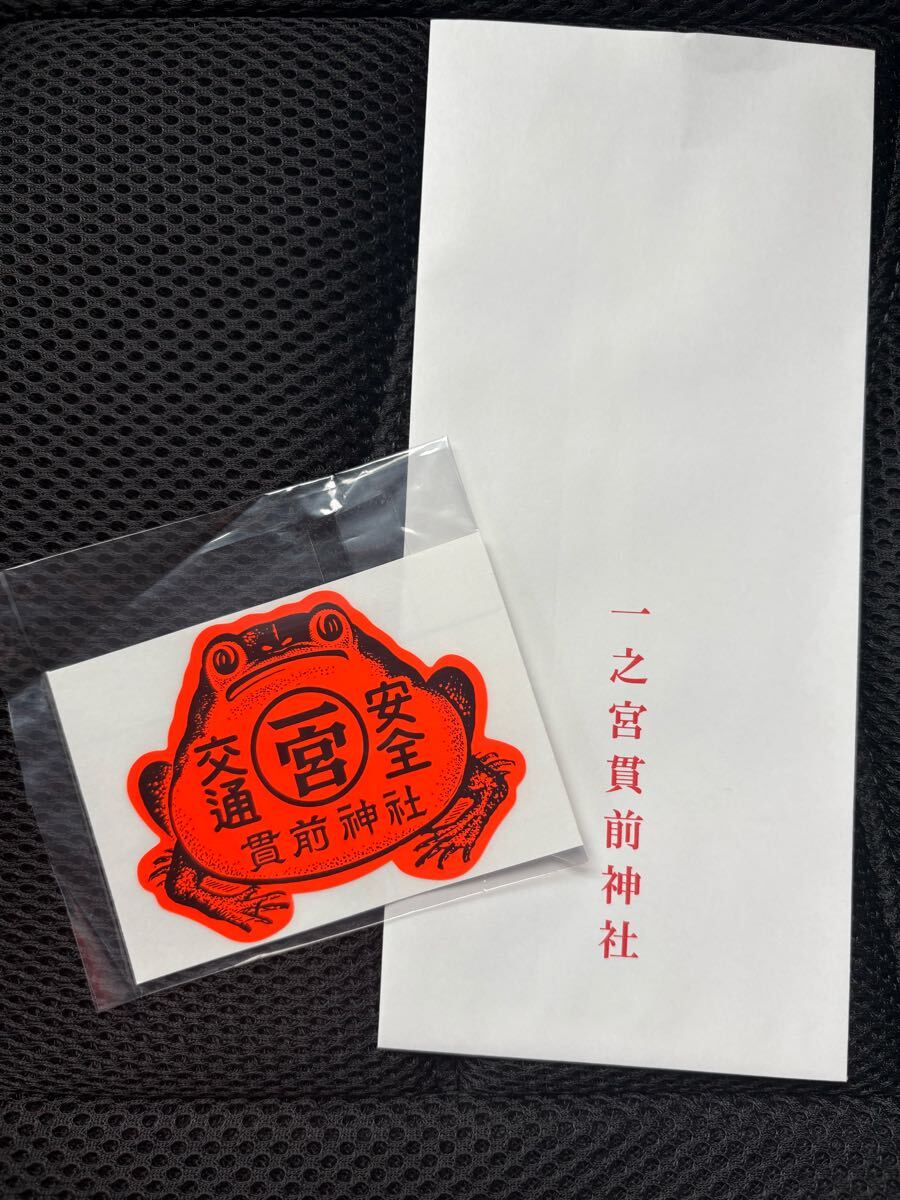 交通
安全
一宮
貫前神社
一之宮貫前神社